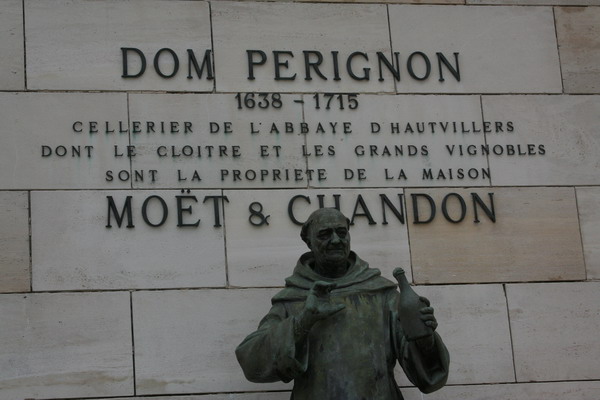 DOM PERIGNON
1638 - 1715
CELLERIER DE L'ABBAYE D'HAUTVILLERS
DONT LE CLOITRE ET LES GRANDS VIGNOBLES
SONT LA PROPRIETE DE LA MAISON
MOËT & CHANDON